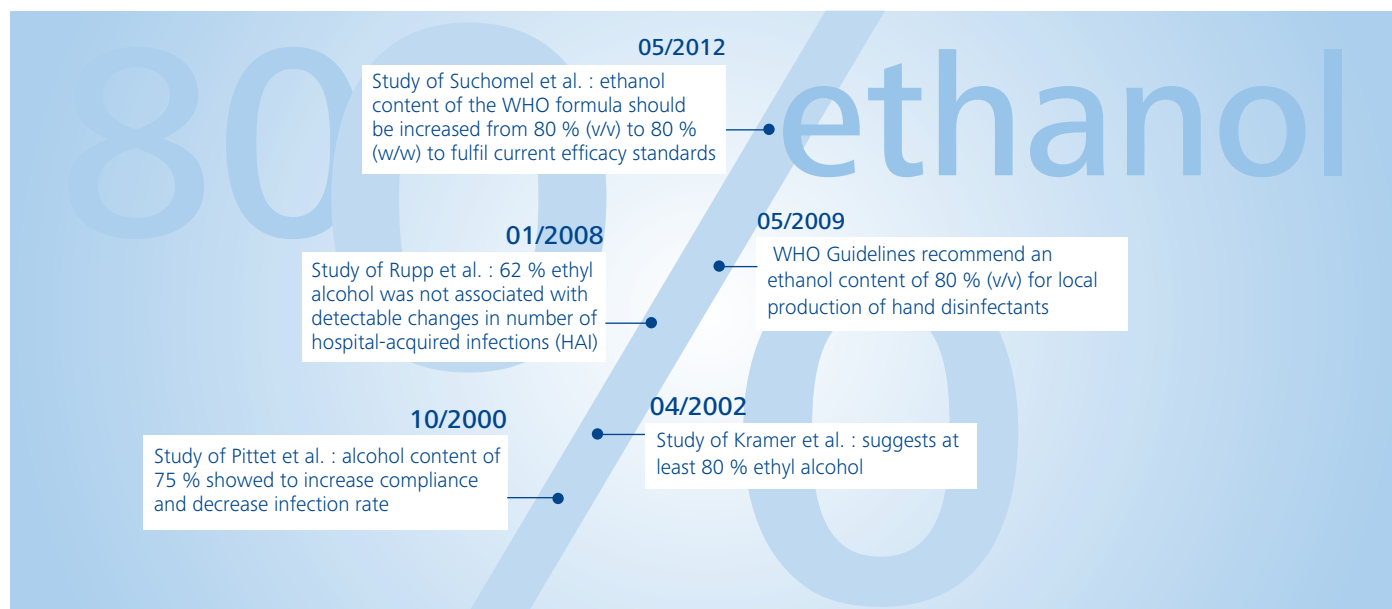 80 % ethanol
05/2012
Study of Suchomel et al. : ethanol
content of the WHO formula should
be increased from 80 % (v/v) to 80 %
(w/w) to fulfil current efficacy standards
05/2009
WHO Guidelines recommend an
ethanol content of 80 % (v/v) for local
production of hand disinfectants
01/2008
Study of Rupp et al. : 62 % ethyl
alcohol was not associated with
detectable changes in number of
hospital-acquired infections (HAI)
04/2002
Study of Kramer et al. : suggests at
least 80 % ethyl alcohol
10/2000
Study of Pittet et al. : alcohol content of
75 % showed to increase compliance
and decrease infection rate